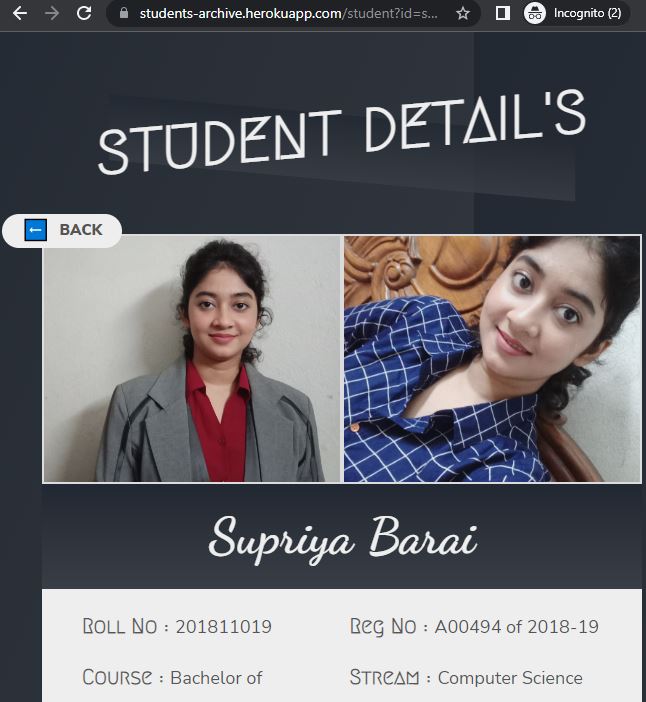 students-archive.herokuapp.com/student?id=s...
Incognito (2)
STUDENT DETAIL'S
← BACK
Supriya Barai
Roll No : 201811019
Reg No : A00494 of 2018-19
Course : Bachelor of
Stream : Computer Science